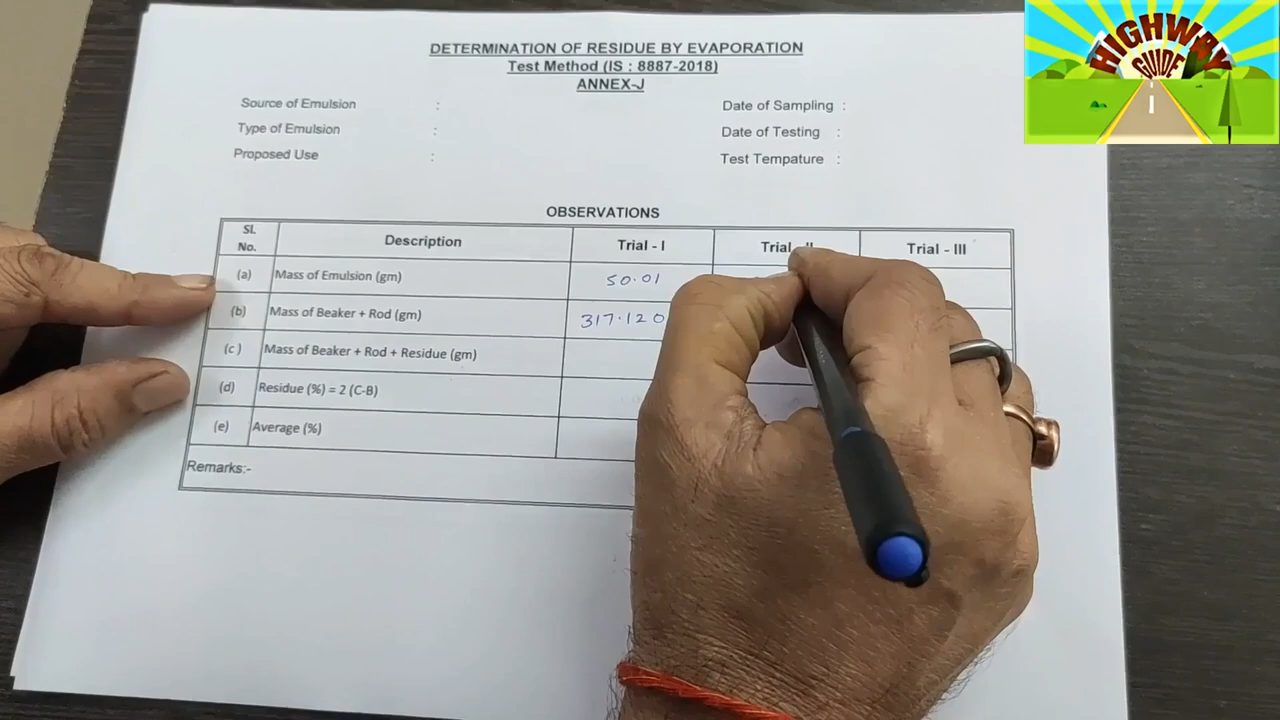 DETERMINATION OF RESIDUE BY EVAPORATION
Test Method (IS : 8887-2018)
ANNEX-J
Source of Emulsion : Date of Sampling :
Type of Emulsion : Date of Testing :
Proposed Use : Test Tempature :
OBSERVATIONS
SI. No. Description Trial - I Trial - II Trial - III
(a) Mass of Emulsion (gm) 50.01
(b) Mass of Beaker + Rod (gm) 317.120
(c ) Mass of Beaker + Rod + Residue (gm)
(d) Residue (%) = 2 (C-B)
(e) Average (%)
Remarks:-
HIGHWAY
GUIDE